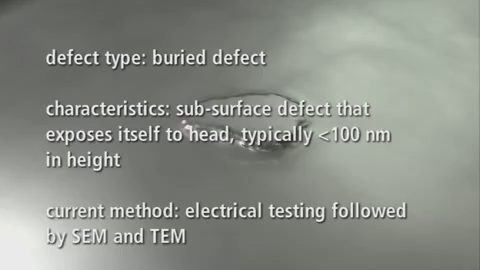 defect type: buried defect
characteristics: sub-surface defect that
exposes itself to head, typically <100 nm
in height
current method: electrical testing followed
by SEM and TEM